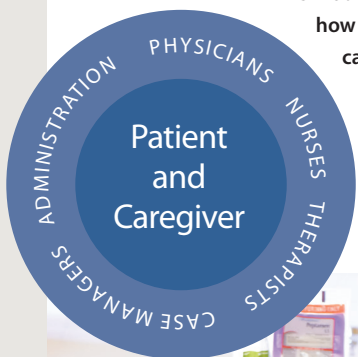 how
ca
PHYSICIANS
NURSES
THERAPISTS
CASE MANAGERS
ADMINISTRATION
Patient
and
Caregiver